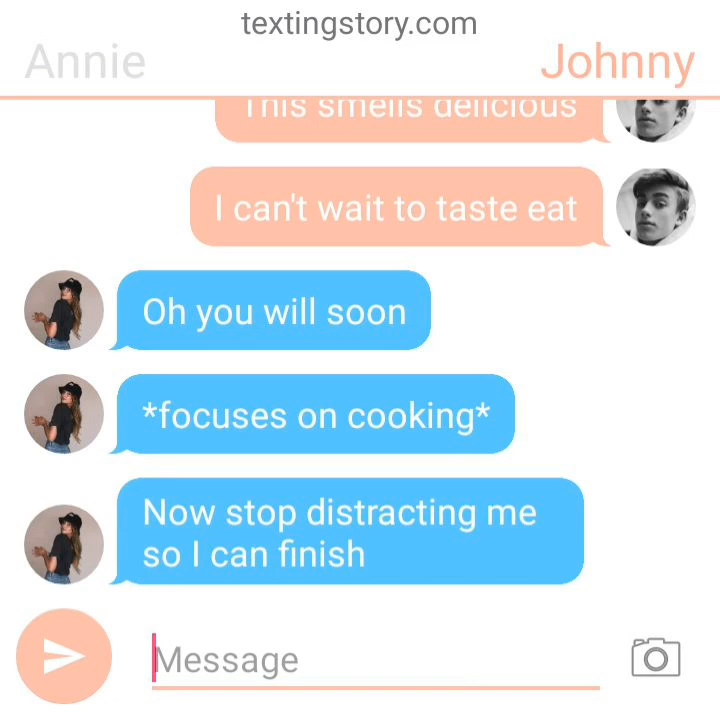 textingstory.com
Annie
Johnny
This smells delicious
I can't wait to taste eat
Oh you will soon
*focuses on cooking*
Now stop distracting me
so I can finish
Message